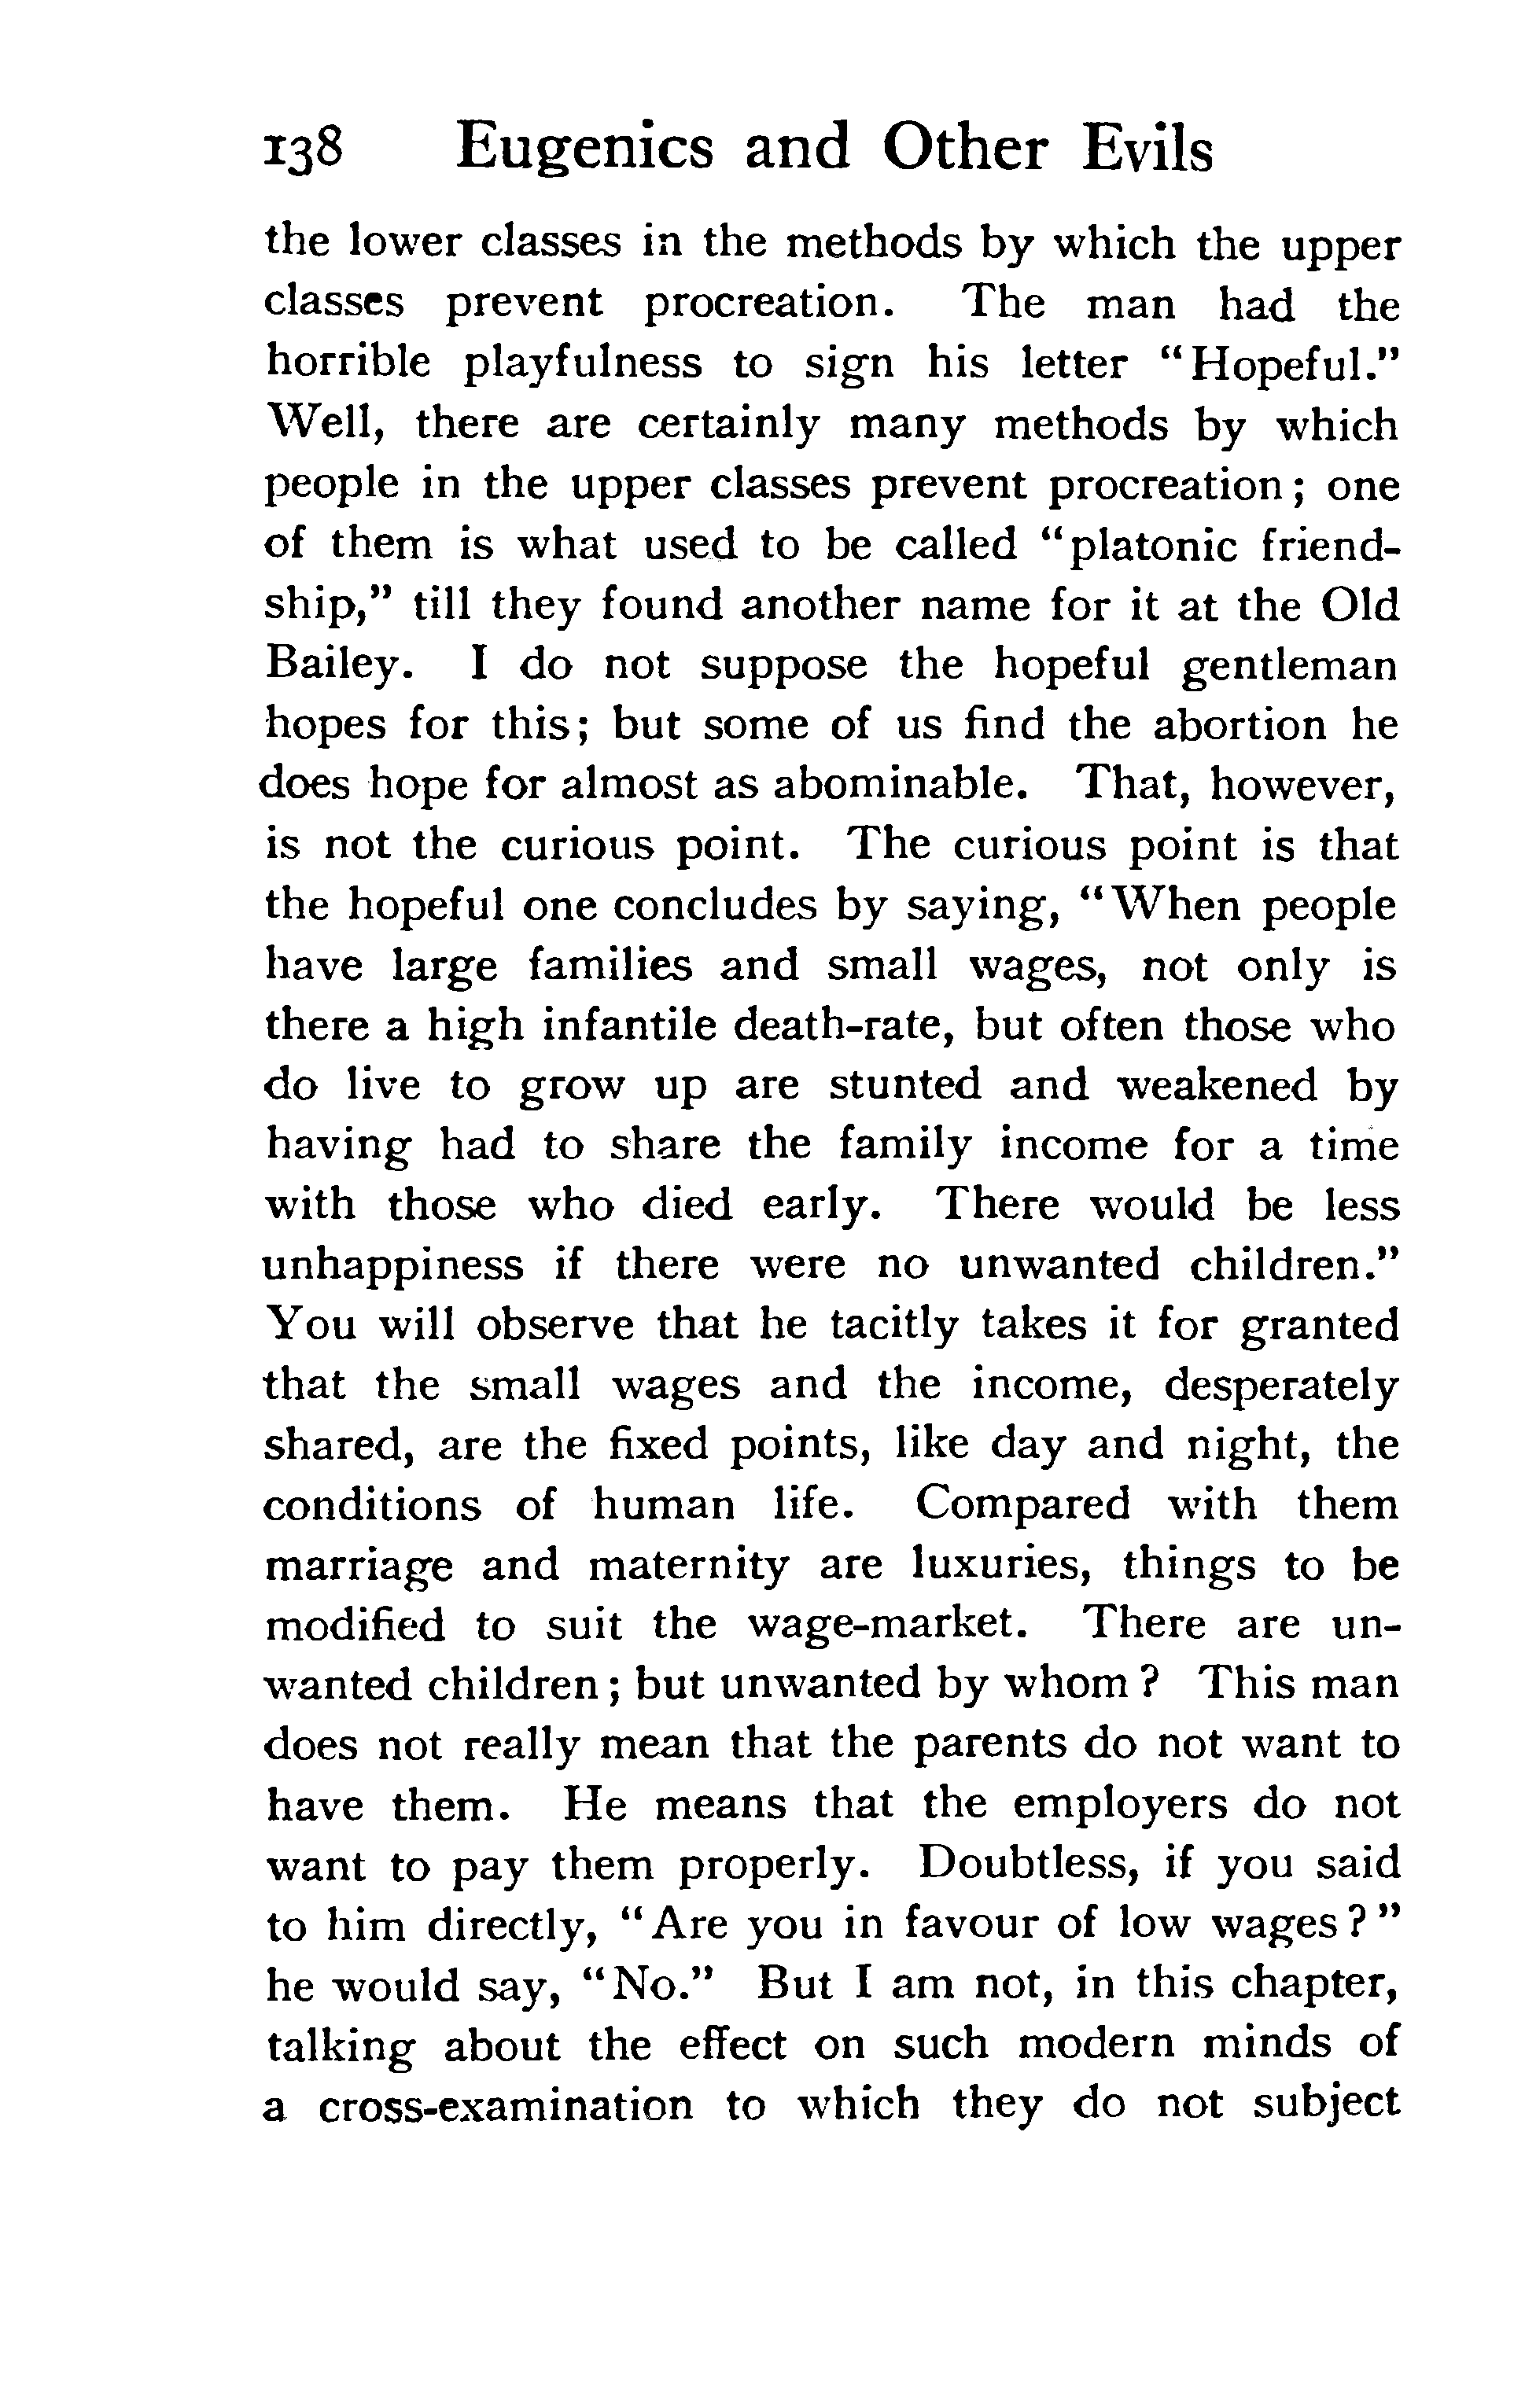 138 Eugenics and Other Evils
the lower classes in the methods by which the upper
classes prevent procreation. The man had the
horrible playfulness to sign his letter “Hopeful.”
Well, there are certainly many methods by which
people in the upper classes prevent procreation; one
of them is what used to be called “platonic friend-
ship,” till they found another name for it at the Old
Bailey. I do not suppose the hopeful gentleman
hopes for this; but some of us find the abortion he
does hope for almost as abominable. That, however,
is not the curious point. The curious point is that
the hopeful one concludes by saying, “When people
have large families and small wages, not only is
there a high infantile death-rate, but often those who
do live to grow up are stunted and weakened by
having had to share the family income for a time
with those who died early. There would be less
unhappiness if there were no unwanted children.”
You will observe that he tacitly takes it for granted
that the small wages and the income, desperately
shared, are the fixed points, like day and night, the
conditions of human life. Compared with them
marriage and maternity are luxuries, things to be
modified to suit the wage-market. There are un-
wanted children; but unwanted by whom? This man
does not really mean that the parents do not want to
have them. He means that the employers do not
want to pay them properly. Doubtless, if you said
to him directly, “Are you in favour of low wages?”
he would say, “No.” But I am not, in this chapter,
talking about the effect on such modern minds of
a cross-examination to which they do not subject